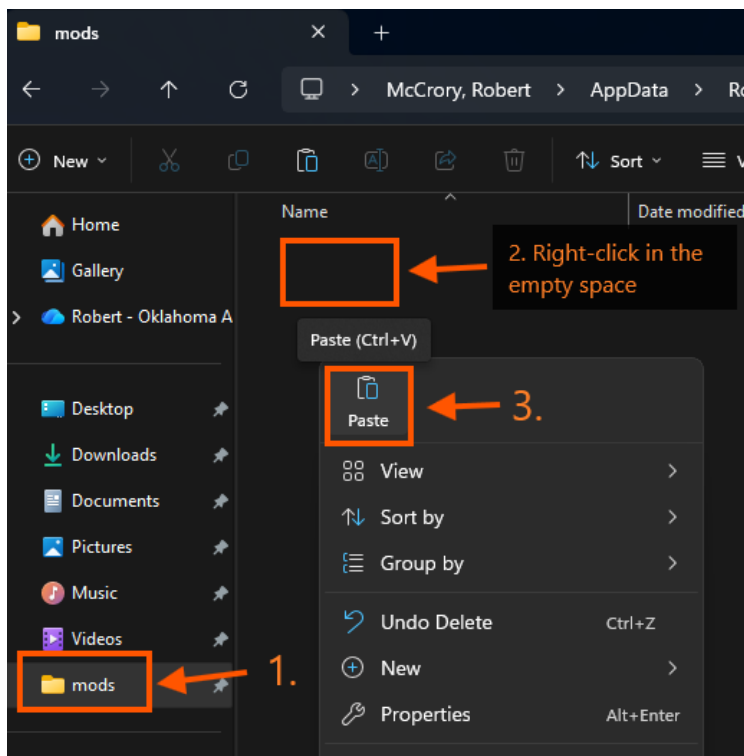 mods
McCrory, Robert > AppData >
New
Sort
Name
Date modified
Home
Gallery
Robert - Oklahoma A
2. Right-click in the
empty space
Paste (Ctrl+V)
Paste
3.
Desktop
Downloads
Documents
Pictures
Music
Videos
mods
1.
View
Sort by
Group by
Undo Delete Ctrl+Z
New
Properties Alt+Enter